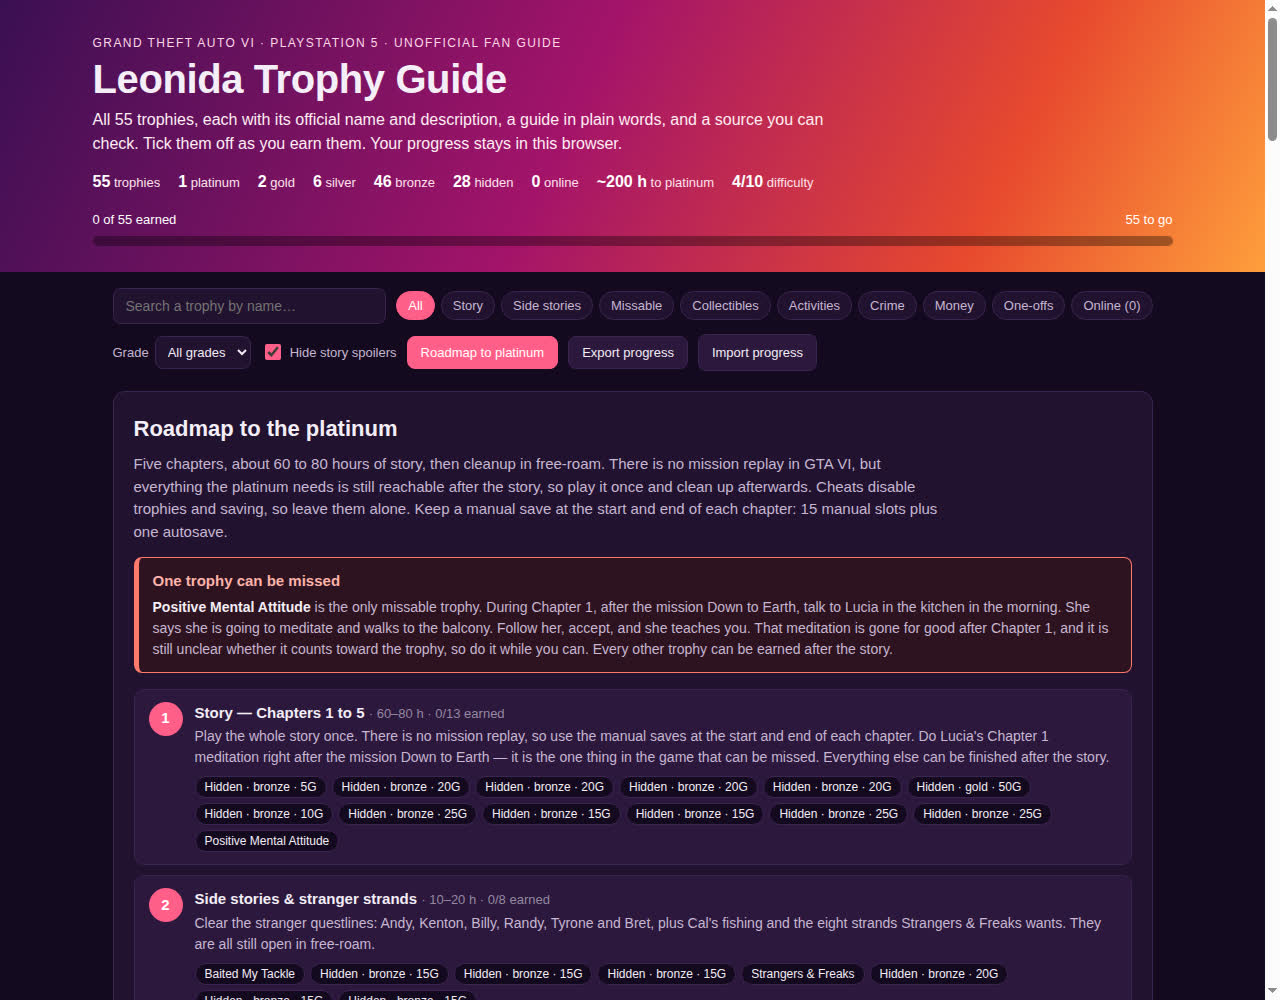 GRAND THEFT AUTO VI · PLAYSTATION 5 · UNOFFICIAL FAN GUIDE
Leonida Trophy Guide
All 55 trophies, each with its official name and description, a guide in plain words, and a source you can
check. Tick them off as you earn them. Your progress stays in this browser.
55 trophies 1 platinum 2 gold 6 silver 46 bronze 28 hidden 0 online ~200 h to platinum 4/10 difficulty
0 of 55 earned 55 to go
Search a trophy by name… All Story Side stories Missable Collectibles Activities Crime Money One-offs Online (0)
Grade All grades Hide story spoilers Roadmap to platinum Export progress Import progress
Roadmap to the platinum
Five chapters, about 60 to 80 hours of story, then cleanup in free-roam. There is no mission replay in GTA VI, but
everything the platinum needs is still reachable after the story, so play it once and clean up afterwards. Cheats disable
trophies and saving, so leave them alone. Keep a manual save at the start and end of each chapter: 15 manual slots plus
one autosave.
One trophy can be missed
Positive Mental Attitude is the only missable trophy. During Chapter 1, after the mission Down to Earth, talk to Lucia in the kitchen in the morning. She
says she is going to meditate and walks to the balcony. Follow her, accept, and she teaches you. That meditation is gone for good after Chapter 1, and it is
still unclear whether it counts toward the trophy, so do it while you can. Every other trophy can be earned after the story.
1 Story — Chapters 1 to 5 · 60–80 h · 0/13 earned
Play the whole story once. There is no mission replay, so use the manual saves at the start and end of each chapter. Do Lucia's Chapter 1
meditation right after the mission Down to Earth — it is the one thing in the game that can be missed. Everything else can be finished after the story.
Hidden · bronze · 5G Hidden · bronze · 20G Hidden · bronze · 20G Hidden · bronze · 20G Hidden · bronze · 20G Hidden · gold · 50G
Hidden · bronze · 10G Hidden · bronze · 25G Hidden · bronze · 15G Hidden · bronze · 15G Hidden · bronze · 25G Hidden · bronze · 25G
Positive Mental Attitude
2 Side stories & stranger strands · 10–20 h · 0/8 earned
Clear the stranger questlines: Andy, Kenton, Billy, Randy, Tyrone and Bret, plus Cal's fishing and the eight strands Strangers & Freaks wants. They
are all still open in free-roam.
Baited My Tackle Hidden · bronze · 15G Hidden · bronze · 15G Hidden · bronze · 15G Strangers & Freaks Hidden · bronze · 20G
Hidden · bronze · 15G Hidden · bronze · 15G